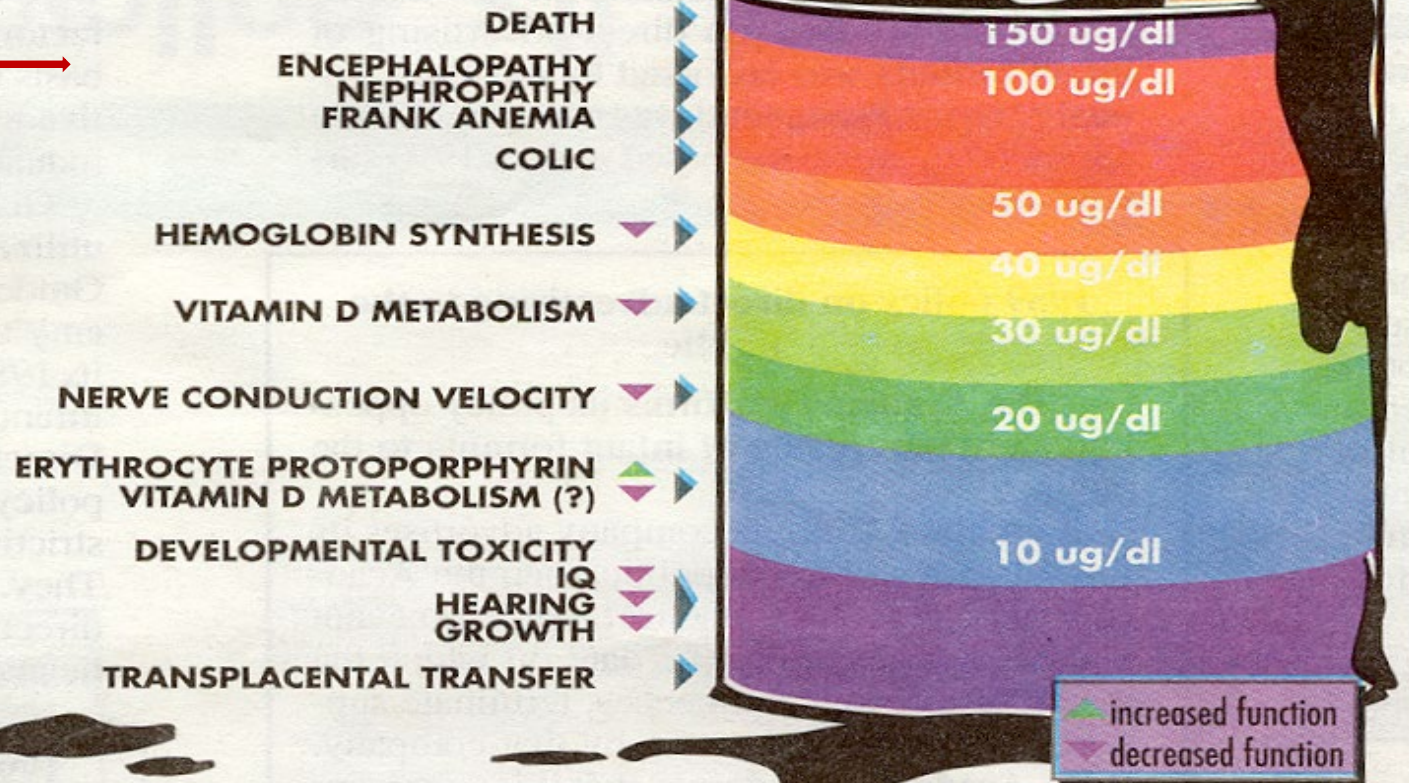 DEATH
150 ug/dl
ENCEPHALOPATHY
100 ug/dl
NEPHROPATHY
FRANK ANEMIA
COLIC
50 ug/dl
HEMOGLOBIN SYNTHESIS
40 ug/dl
VITAMIN D METABOLISM
30 ug/dl
NERVE CONDUCTION VELOCITY
20 ug/dl
ERYTHROCYTE PROTOPORPHYRIN
VITAMIN D METABOLISM (?)
DEVELOPMENTAL TOXICITY
10 ug/dl
IQ
HEARING
GROWTH
TRANSPLACENTAL TRANSFER
increased function
decreased function